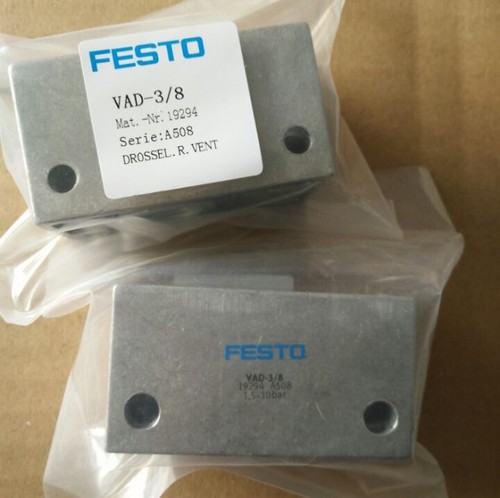 FESTO
VAD-3/8
Mat.-Nr.19294
Serie:A508
DROSSEL.R.VENT
FESTO
VAD-3/8
19294 A508
1,5-10bar